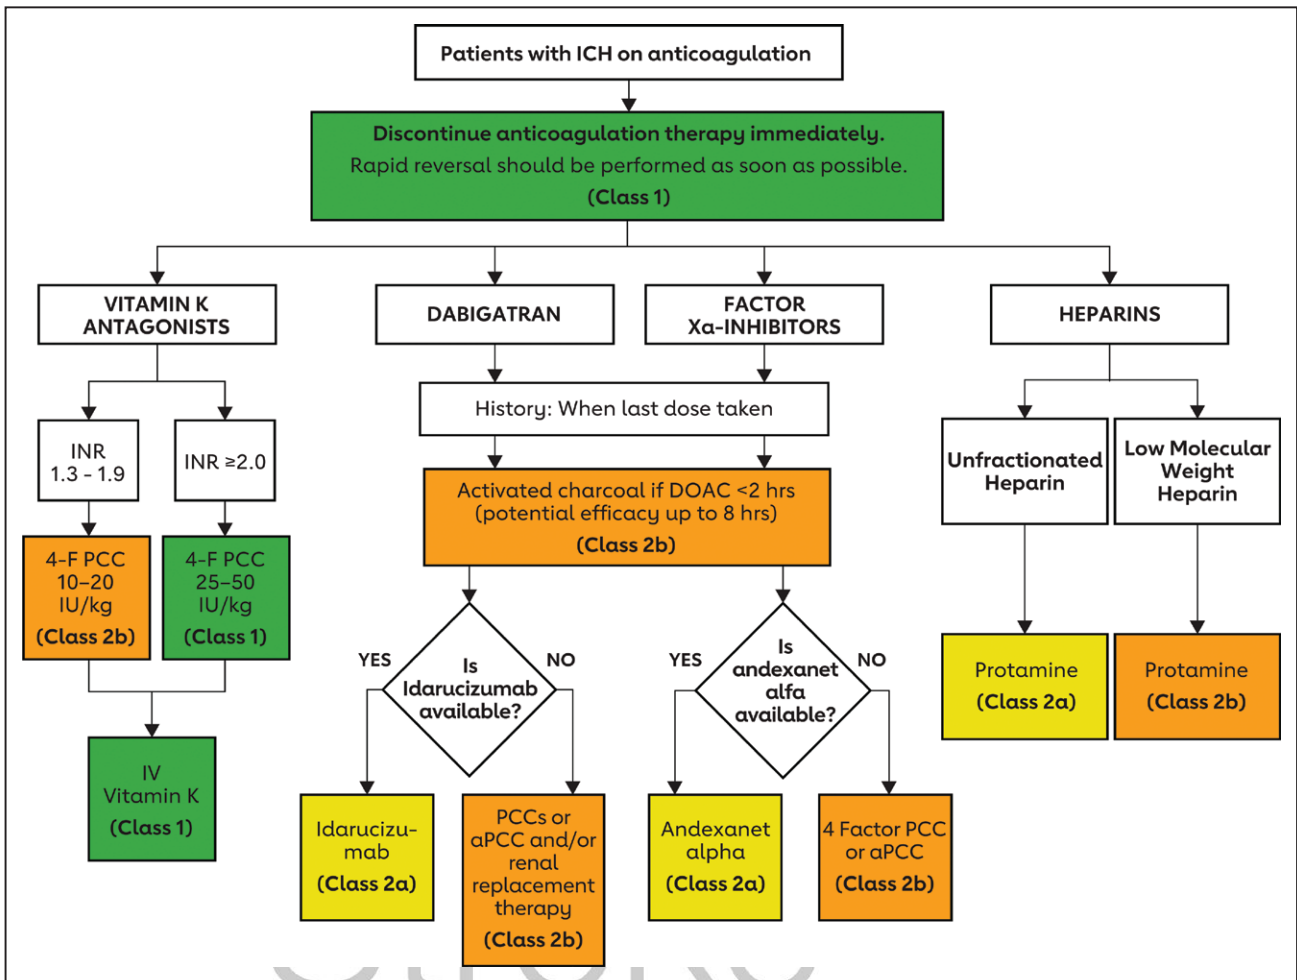 Patients with ICH on anticoagulation
Discontinue anticoagulation therapy immediately.
Rapid reversal should be performed as soon as possible.
(Class 1)
VITAMIN K
ANTAGONISTS
DABIGATRAN
FACTOR
Xa-INHIBITORS
HEPARINS
History: When last dose taken
INR
1.3 - 1.9
INR ≥2.0
Unfractionated
Heparin
Low Molecular
Weight
Heparin
Activated charcoal if DOAC <2 hrs
(potential efficacy up to 8 hrs)
(Class 2b)
4-F PCC
10–20
IU/kg
(Class 2b)
4-F PCC
25–50
IU/kg
(Class 1)
YES
Is
Idarucizumab
available?
NO
YES
Is
andexanet
alfa
available?
NO
Protamine
(Class 2a)
Protamine
(Class 2b)
IV
Vitamin K
(Class 1)
Idarucizu-
mab
(Class 2a)
PCCs or
aPCC and/or
renal
replacement
therapy
(Class 2b)
Andexanet
alpha
(Class 2a)
4 Factor PCC
or aPCC
(Class 2b)